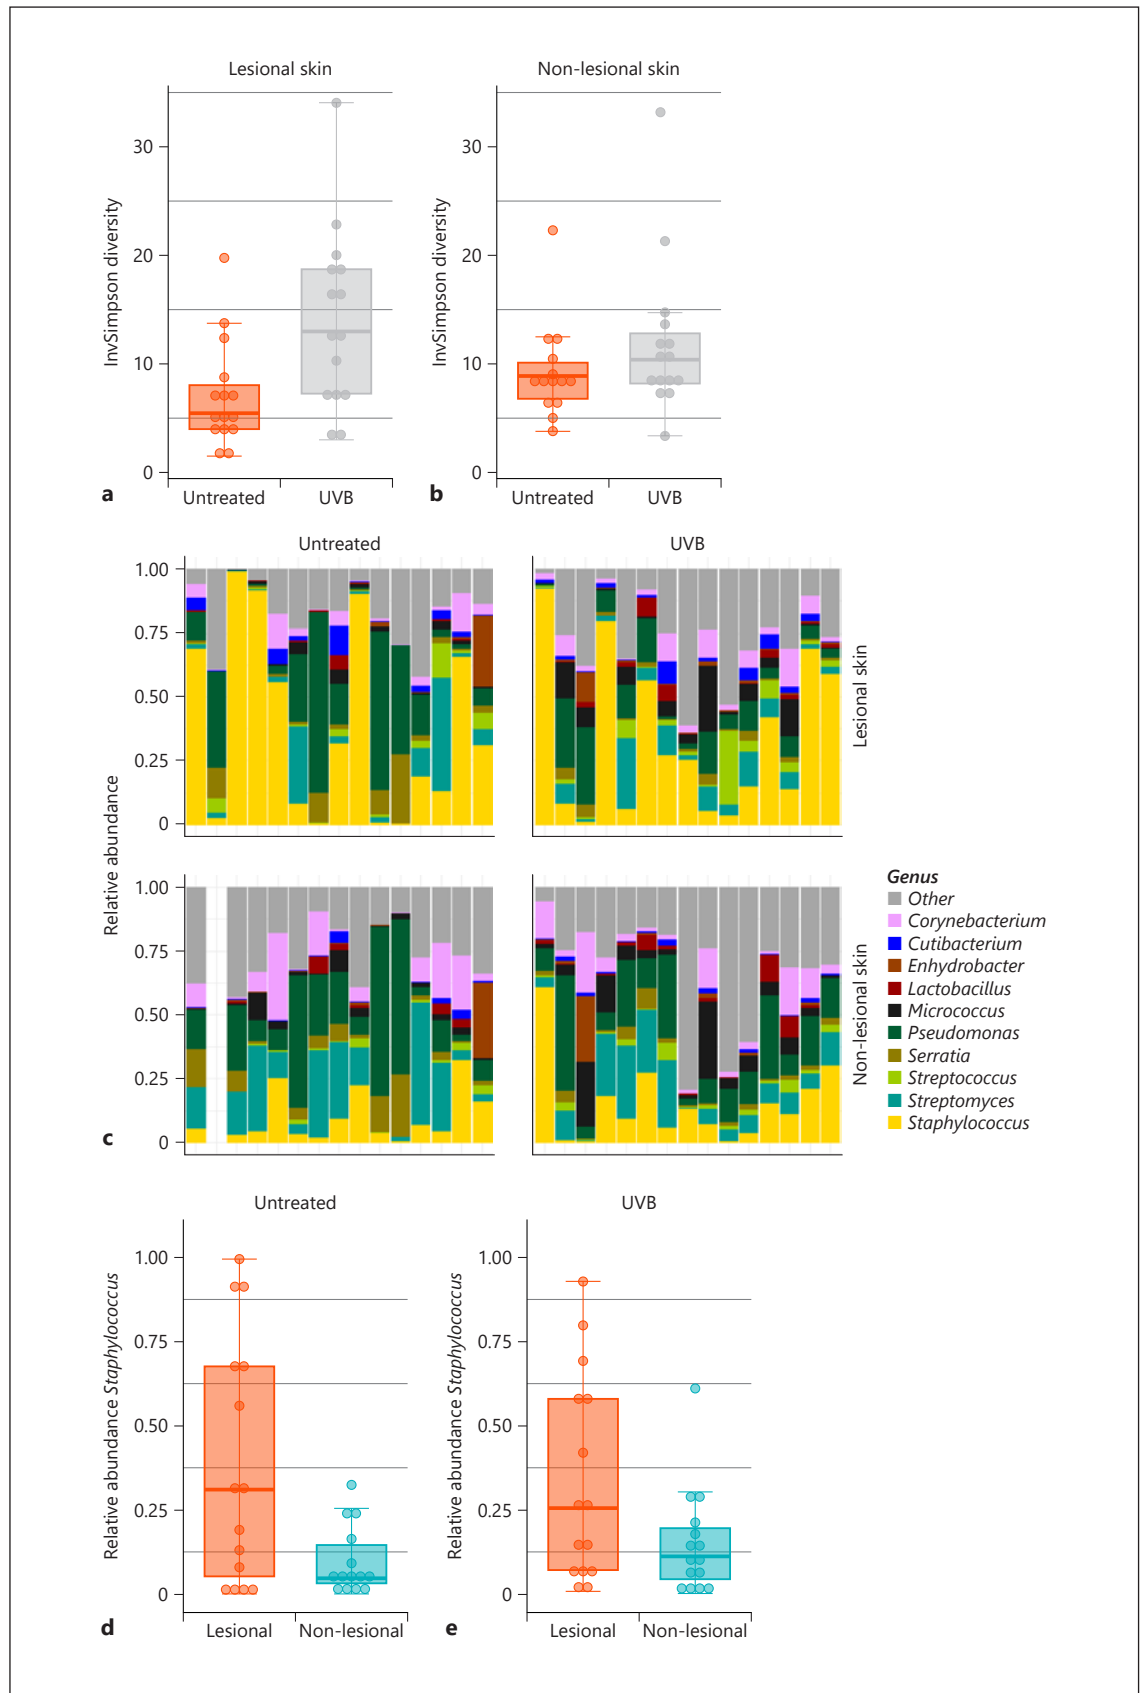 Lesional skin
Non-lesional skin
InvSimpson diversity
30
20
10
0
Untreated
UVB
a
InvSimpson diversity
30
20
10
0
Untreated
UVB
b
Untreated
UVB
Relative abundance
1.00
0.75
0.50
0.25
0
Lesional skin
1.00
0.75
0.50
0.25
0
Non-lesional skin
c
Genus
Other
Corynebacterium
Cutibacterium
Enhydrobacter
Lactobacillus
Micrococcus
Pseudomonas
Serratia
Streptococcus
Streptomyces
Staphylococcus
Untreated
UVB
Relative abundance Staphylococcus
1.00
0.75
0.50
0.25
0
Lesional
Non-lesional
d
Relative abundance Staphylococcus
1.00
0.75
0.50
0.25
0
Lesional
Non-lesional
e